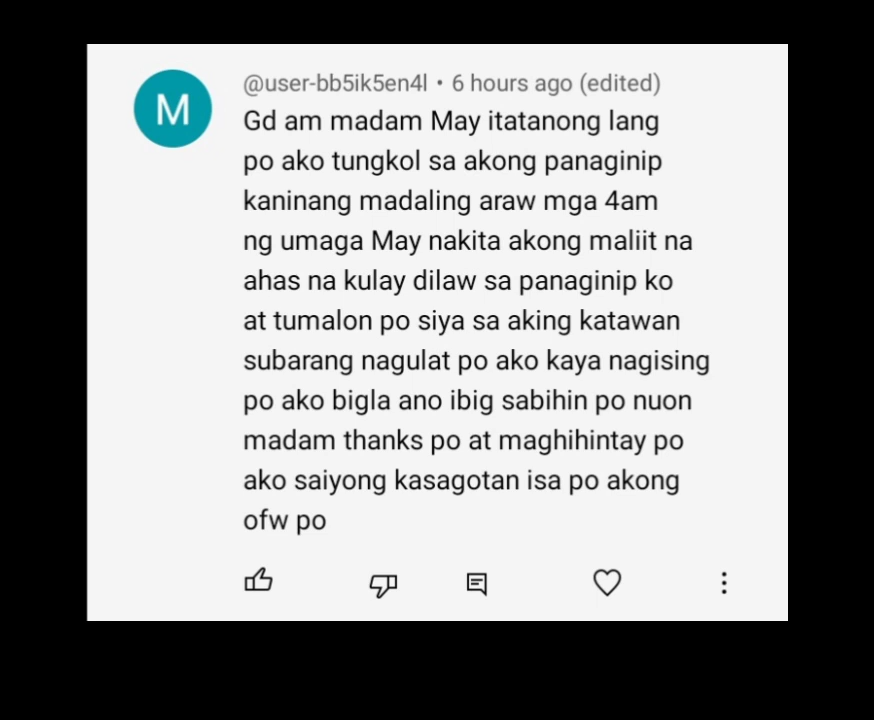 M
@user-bb5ik5en4l • 6 hours ago (edited)
Gd am madam May itatanong lang
po ako tungkol sa akong panaginip
kaninang madaling araw mga 4am
ng umaga May nakita akong maliit na
ahas na kulay dilaw sa panaginip ko
at tumalon po siya sa aking katawan
subarang nagulat po ako kaya nagising
po ako bigla ano ibig sabihin po nuon
madam thanks po at maghihintay po
ako saiyong kasagotan isa po akong
ofw po